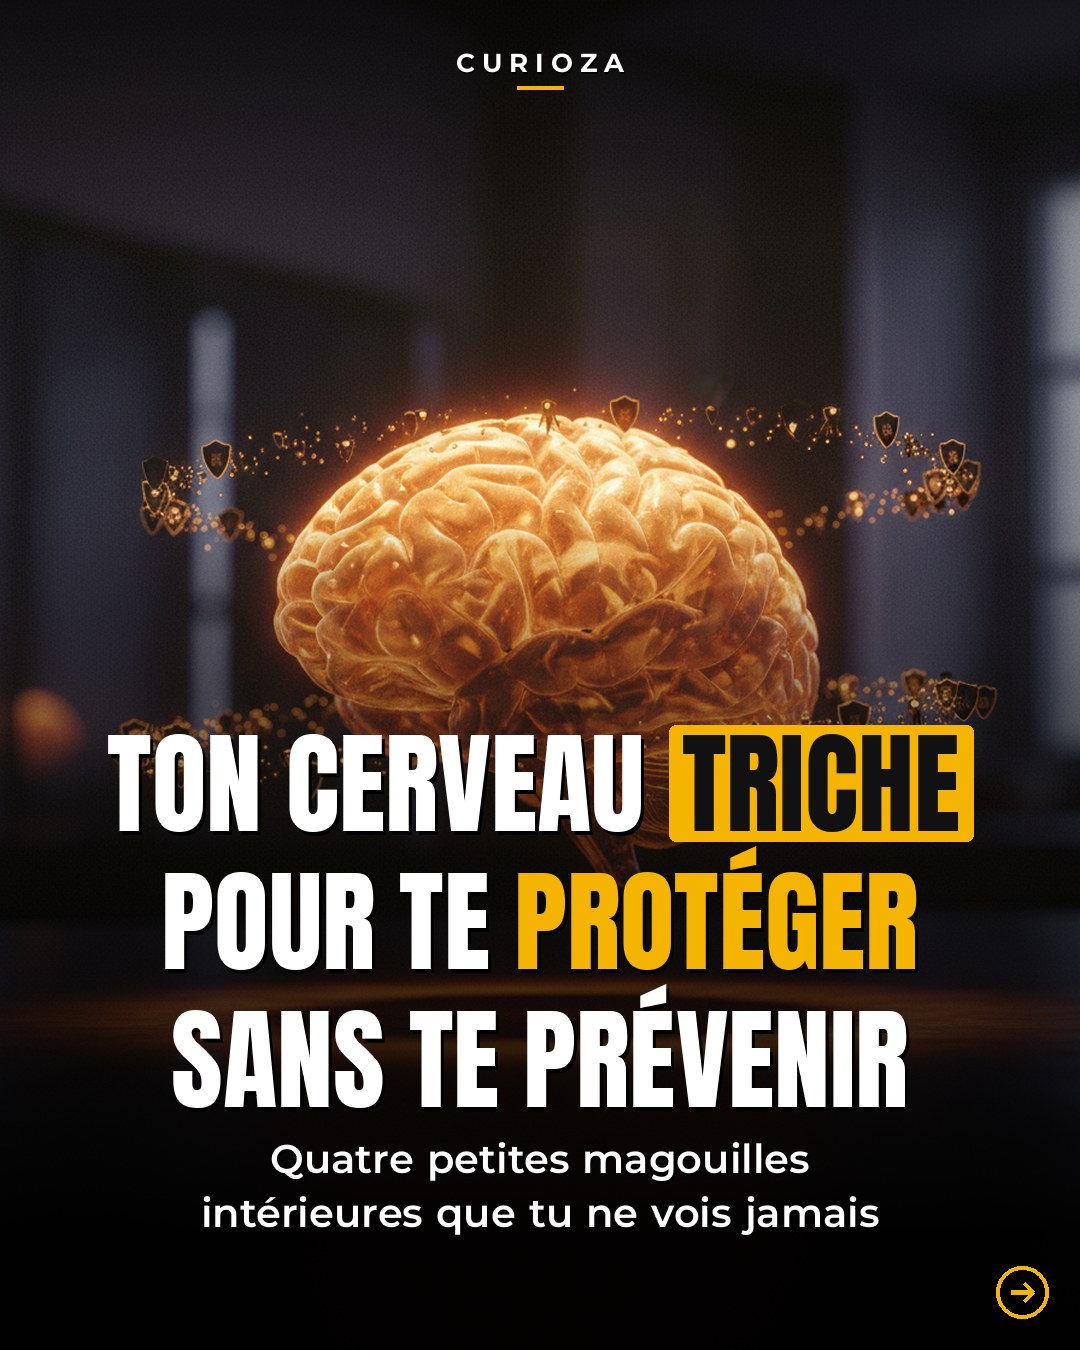 CURIOZA
TON CERVEAU TRICHE
POUR TE PROTÉGER
SANS TE PRÉVENIR
Quatre petites magouilles
intérieures que tu ne vois jamais